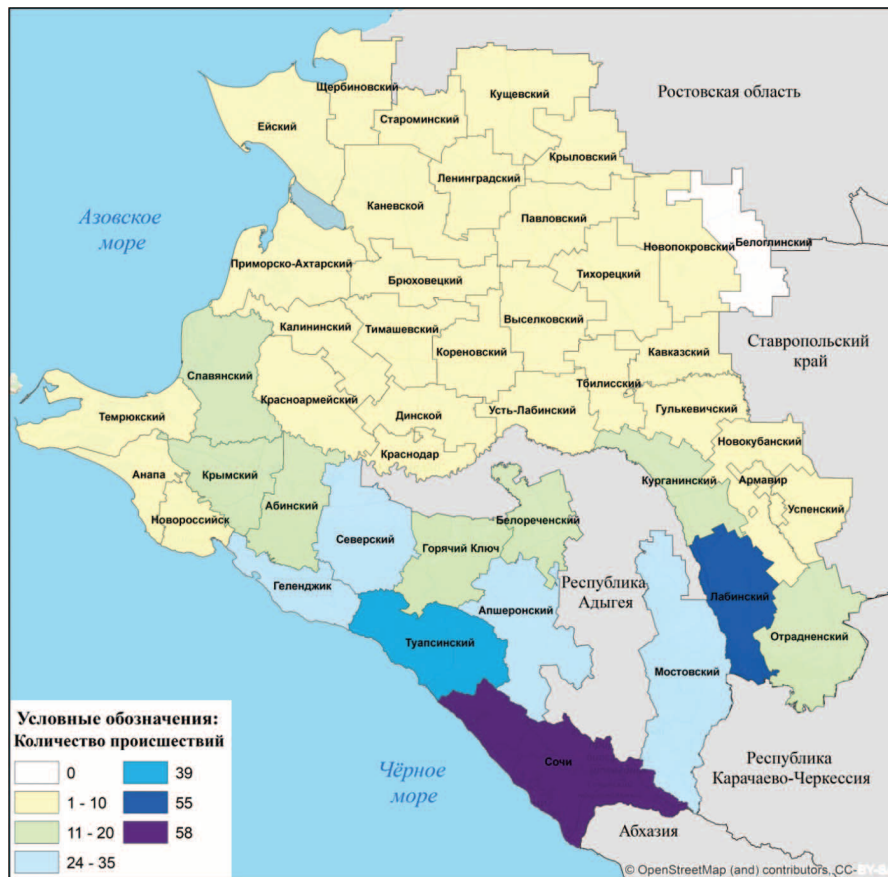 Щербиновский
Кущевский
Ростовская область
Староминский
Ейский
Крыловский
Ленинградский
Каневской
Павловский
Азовское
море
Новопокровский
Белоглинский
Приморско-Ахтарский
Тихорецкий
Брюховецкий
Выселковский
Калининский
Тимашевский
Ставропольский
край
Кореновский
Кавказский
Славянский
Тбилисский
Красноармейский
Темрюкский
Динской
Усть-Лабинский
Гулькевичский
Новокубанский
Краснодар
Анапа
Крымский
Курганинский
Армавир
Абинский
Успенский
Новороссийск
Белореченский
Северский
Горячий Ключ
Геленджик
Республика
Адыгея
Лабинский
Апшеронский
Туапсинский
Отрадненский
Мостовский
Условные обозначения:
Количество происшествий
0
39
1 - 10
55
11 - 20
58
24 - 35
Чёрное
море
Сочи
Республика
Карачаево-Черкессия
Абхазия
© OpenStreetMap (and) contributors, CC-BY-S